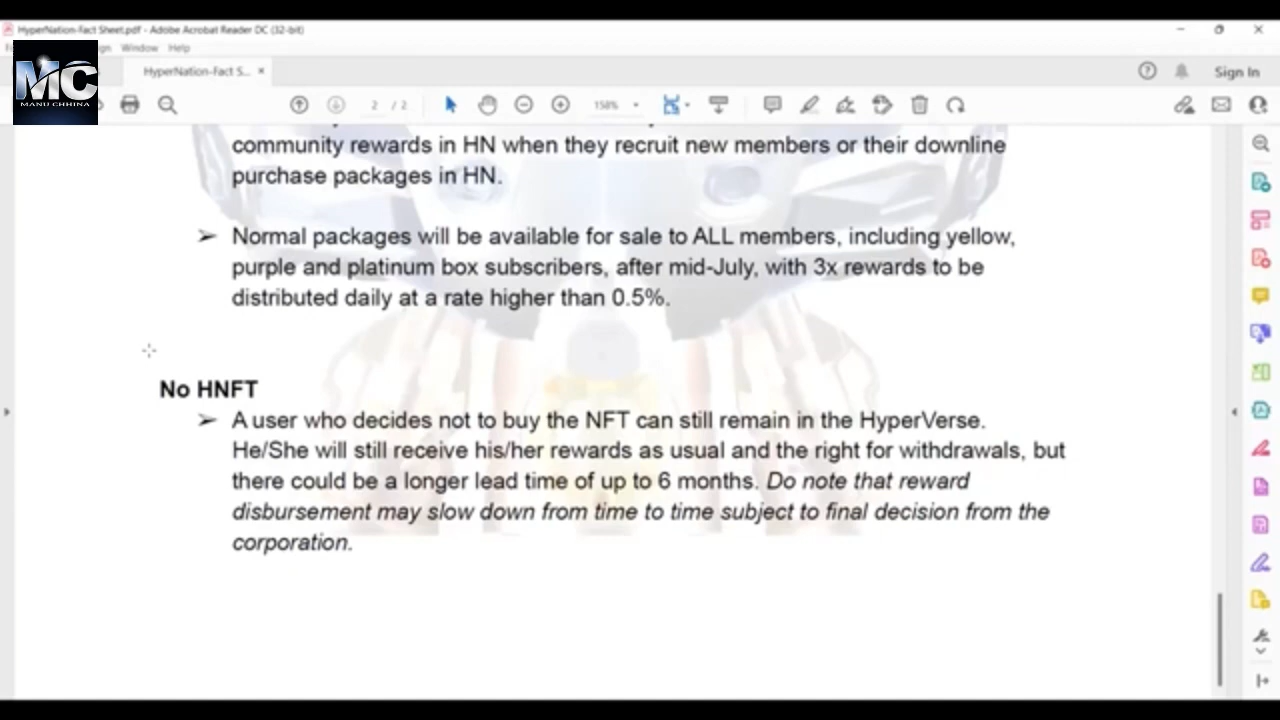 HyperNation-Fact Sheet.pdf - Adobe Acrobat Reader DC (32-bit)
Window Help
MC
MANU CHHINA
HyperNation-Fact S... ×
Sign In
2 / 2
158%
community rewards in HN when they recruit new members or their downline
purchase packages in HN.
➤ Normal packages will be available for sale to ALL members, including yellow,
purple and platinum box subscribers, after mid-July, with 3x rewards to be
distributed daily at a rate higher than 0.5%.
No HNFT
➤ A user who decides not to buy the NFT can still remain in the HyperVerse.
He/She will still receive his/her rewards as usual and the right for withdrawals, but
there could be a longer lead time of up to 6 months. Do note that reward
disbursement may slow down from time to time subject to final decision from the
corporation.